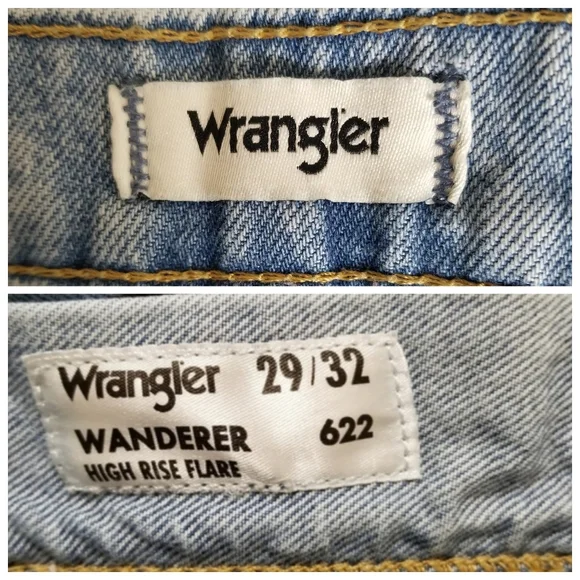 Wrangler
Wrangler 29/32
WANDERER 622
HIGH RISE FLARE